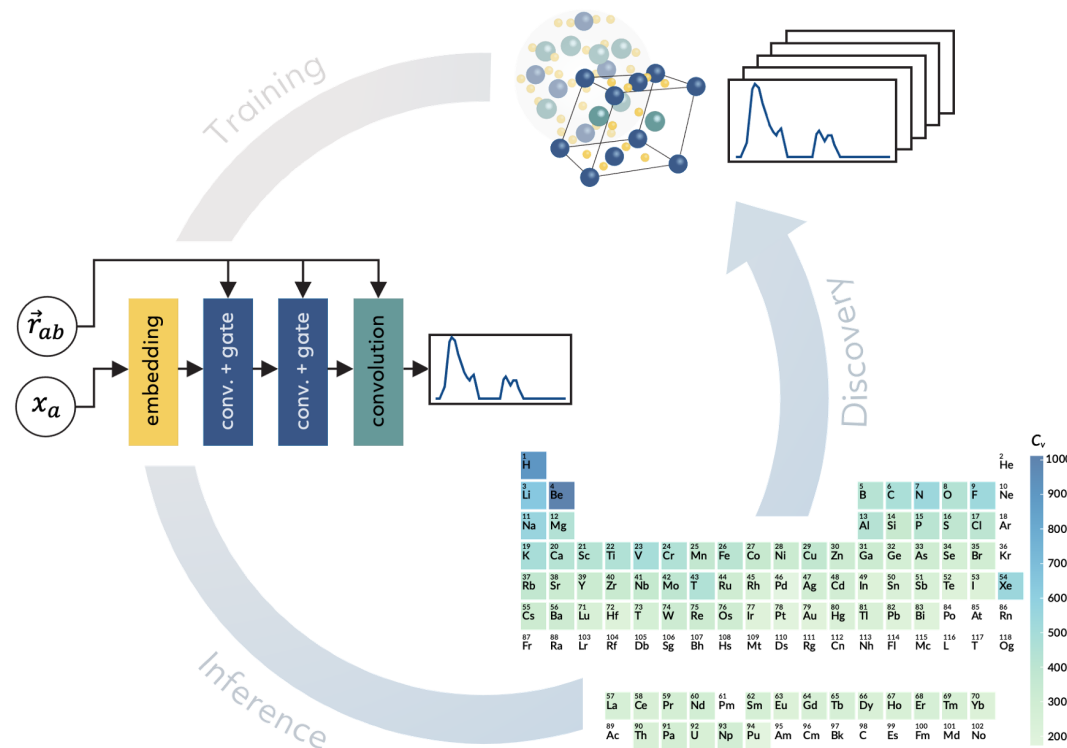 Training
r⃗ab
xa
embedding
conv. + gate
conv. + gate
convolution
Discovery
Inference
Cv
1 2
H He
3 4 5 6 7 8 9 10
Li Be B C N O F Ne
11 12 13 14 15 16 17 18
Na Mg Al Si P S Cl Ar
19 20 21 22 23 24 25 26 27 28 29 30 31 32 33 34 35 36
K Ca Sc Ti V Cr Mn Fe Co Ni Cu Zn Ga Ge As Se Br Kr
37 38 39 40 41 42 43 44 45 46 47 48 49 50 51 52 53 54
Rb Sr Y Zr Nb Mo T Ru Rh Pd Ag Cd In Sn Sb Te I Xe
55 56 71 72 73 74 75 76 77 78 79 80 81 82 83 84 85 86
Cs Ba Lu Hf T W Re Os Ir Pt Au Hg Tl Pb Bi Po At Rn
87 88 103 104 105 106 107 108 109 110 111 112 113 114 115 116 117 118
Fr Ra Lr Rf Db Sg Bh Hs Mt Ds Rg Cn Nh Fl Mc L T Og
57 58 59 60 61 62 63 64 65 66 67 68 69 70
La Ce Pr Nd Pm Sm Eu Gd Tb Dy Ho Er Tm Yb
89 90 91 92 93 94 95 96 97 98 99 100 101 102
Ac Th Pa U Np Pu Am Cm Bk C Es Fm Md No
900
800
700
600
500
400
300
200